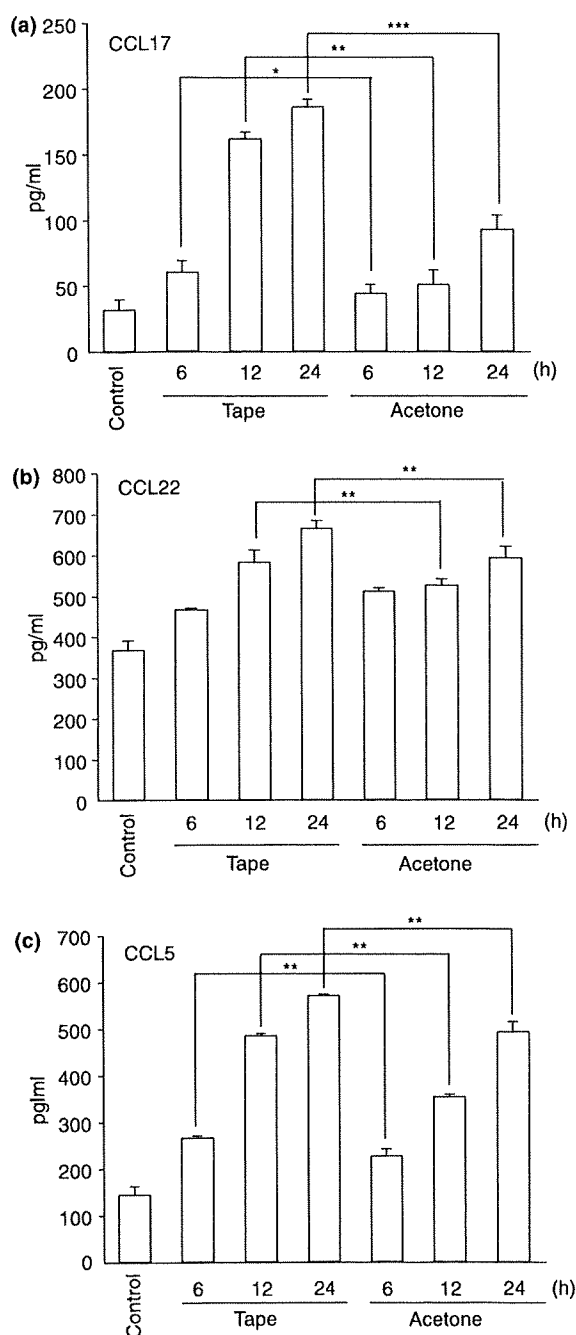 (a)
CCL17
***
**
*
250
200
150
100
50
0
pg/ml
Control
6 12 24 6 12 24 (h)
Tape Acetone
(b)
CCL22
**
**
800
700
600
500
400
300
200
100
0
pg/ml
Control
6 12 24 6 12 24 (h)
Tape Acetone
(c)
CCL5
**
**
**
700
600
500
400
300
200
100
0
pglml
Control
6 12 24 6 12 24 (h)
Tape Acetone